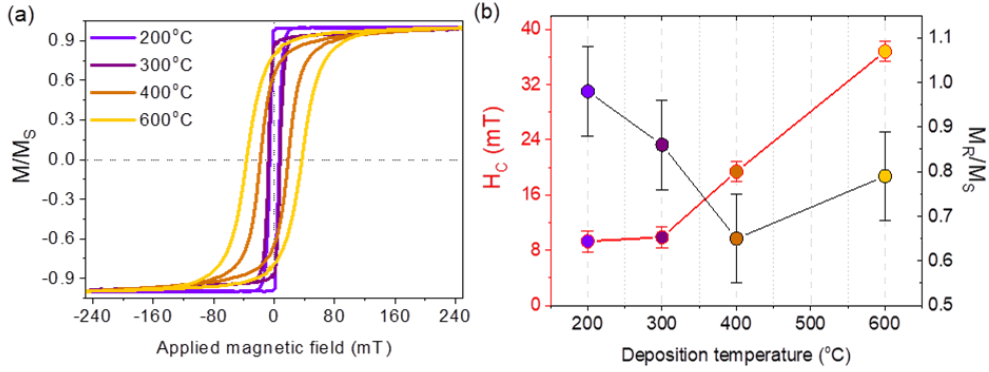 (a)
0.9
0.6
0.3
0.0
-0.3
-0.6
-0.9
M/MS
200°C
300°C
400°C
600°C
-240 -160 -80 0 80 160 240
Applied magnetic field (mT)
(b)
40
32
24
16
8
0
HC (mT)
1.1
1.0
0.9
0.8
0.7
0.6
0.5
MR/MS
200 300 400 500 600
Deposition temperature (°C)